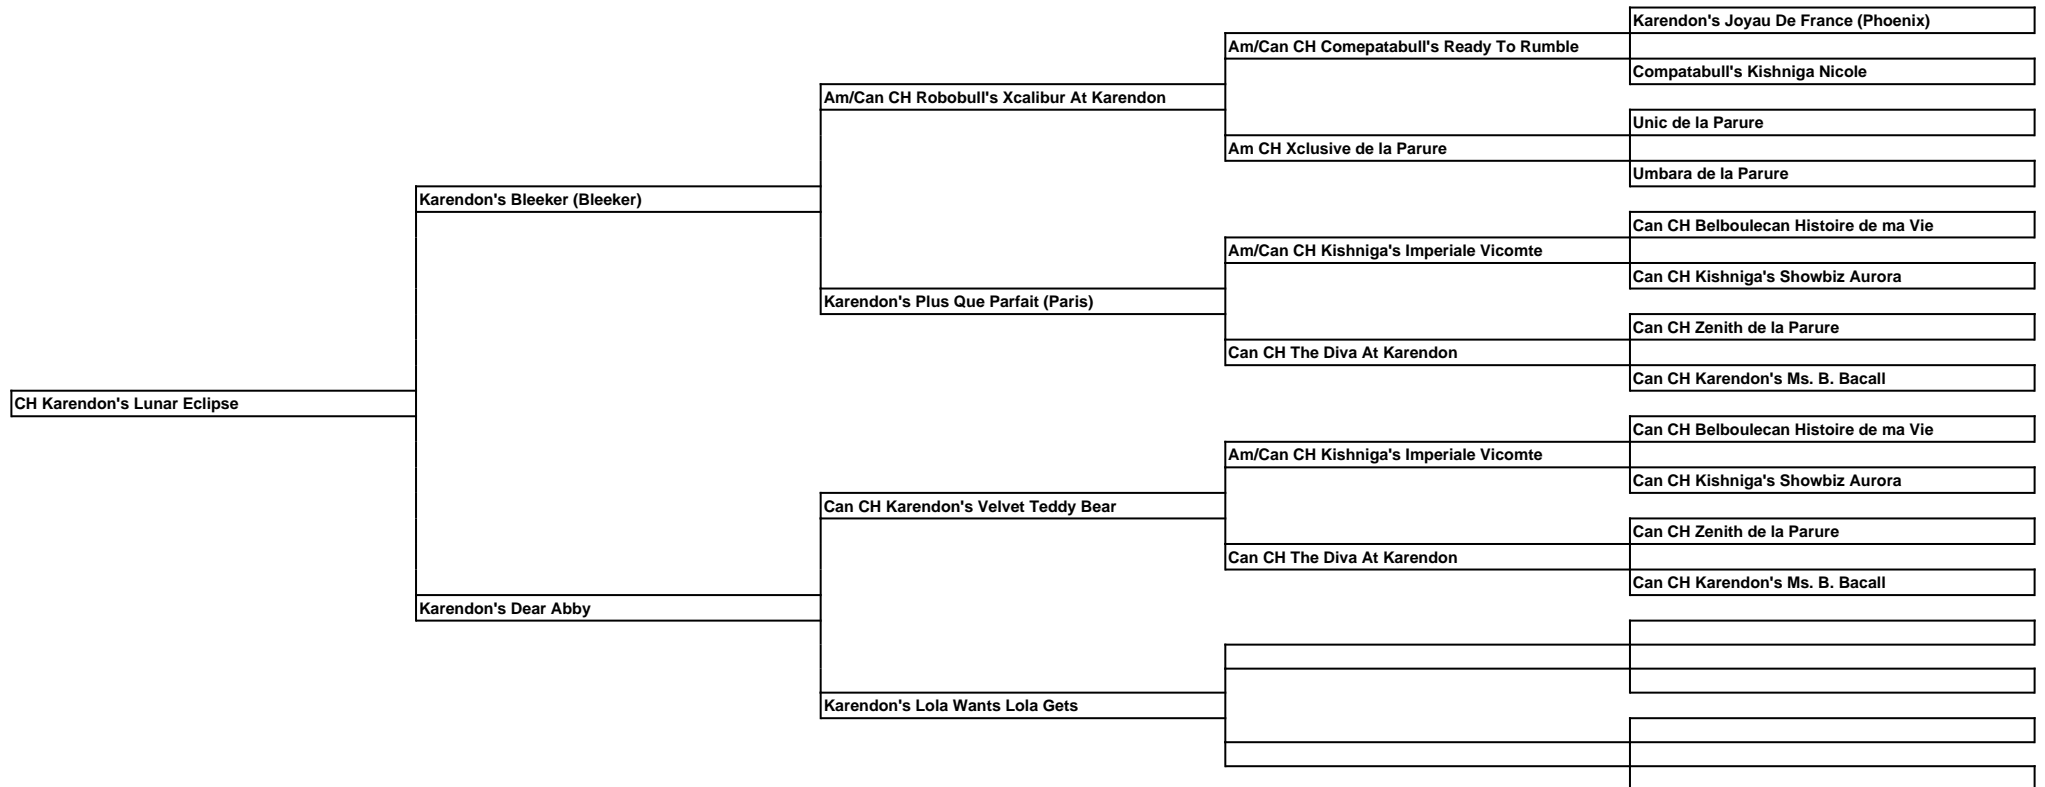 Karendon's Joyau De France (Phoenix)
Am/Can CH Comepatabull's Ready To Rumble
Compatabull's Kishniga Nicole
Am/Can CH Robobull's Xcalibur At Karendon
Unic de la Parure
Am CH Xclusive de la Parure
Umbara de la Parure
Karendon's Bleeker (Bleeker)
Can CH Belboulecan Histoire de ma Vie
Am/Can CH Kishniga's Imperiale Vicomte
Can CH Kishniga's Showbiz Aurora
Karendon's Plus Que Parfait (Paris)
Can CH Zenith de la Parure
Can CH The Diva At Karendon
Can CH Karendon's Ms. B. Bacall
CH Karendon's Lunar Eclipse
Can CH Belboulecan Histoire de ma Vie
Am/Can CH Kishniga's Imperiale Vicomte
Can CH Kishniga's Showbiz Aurora
Can CH Karendon's Velvet Teddy Bear
Can CH Zenith de la Parure
Can CH The Diva At Karendon
Can CH Karendon's Ms. B. Bacall
Karendon's Dear Abby
Karendon's Lola Wants Lola Gets